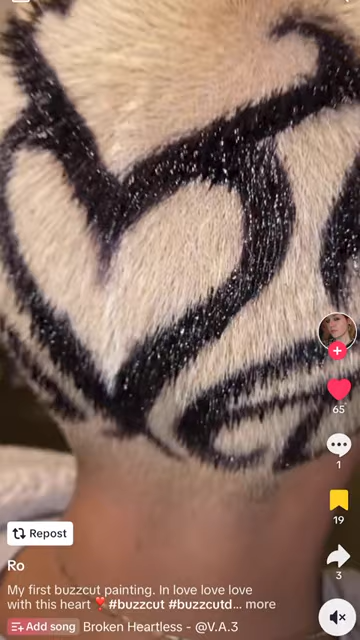 65
1
19
3
Repost
Ro
My first buzzcut painting. In love love love
with this heart ❣️ #buzzcut #buzzcutd... more
Add song Broken Heartless - @V.A.3